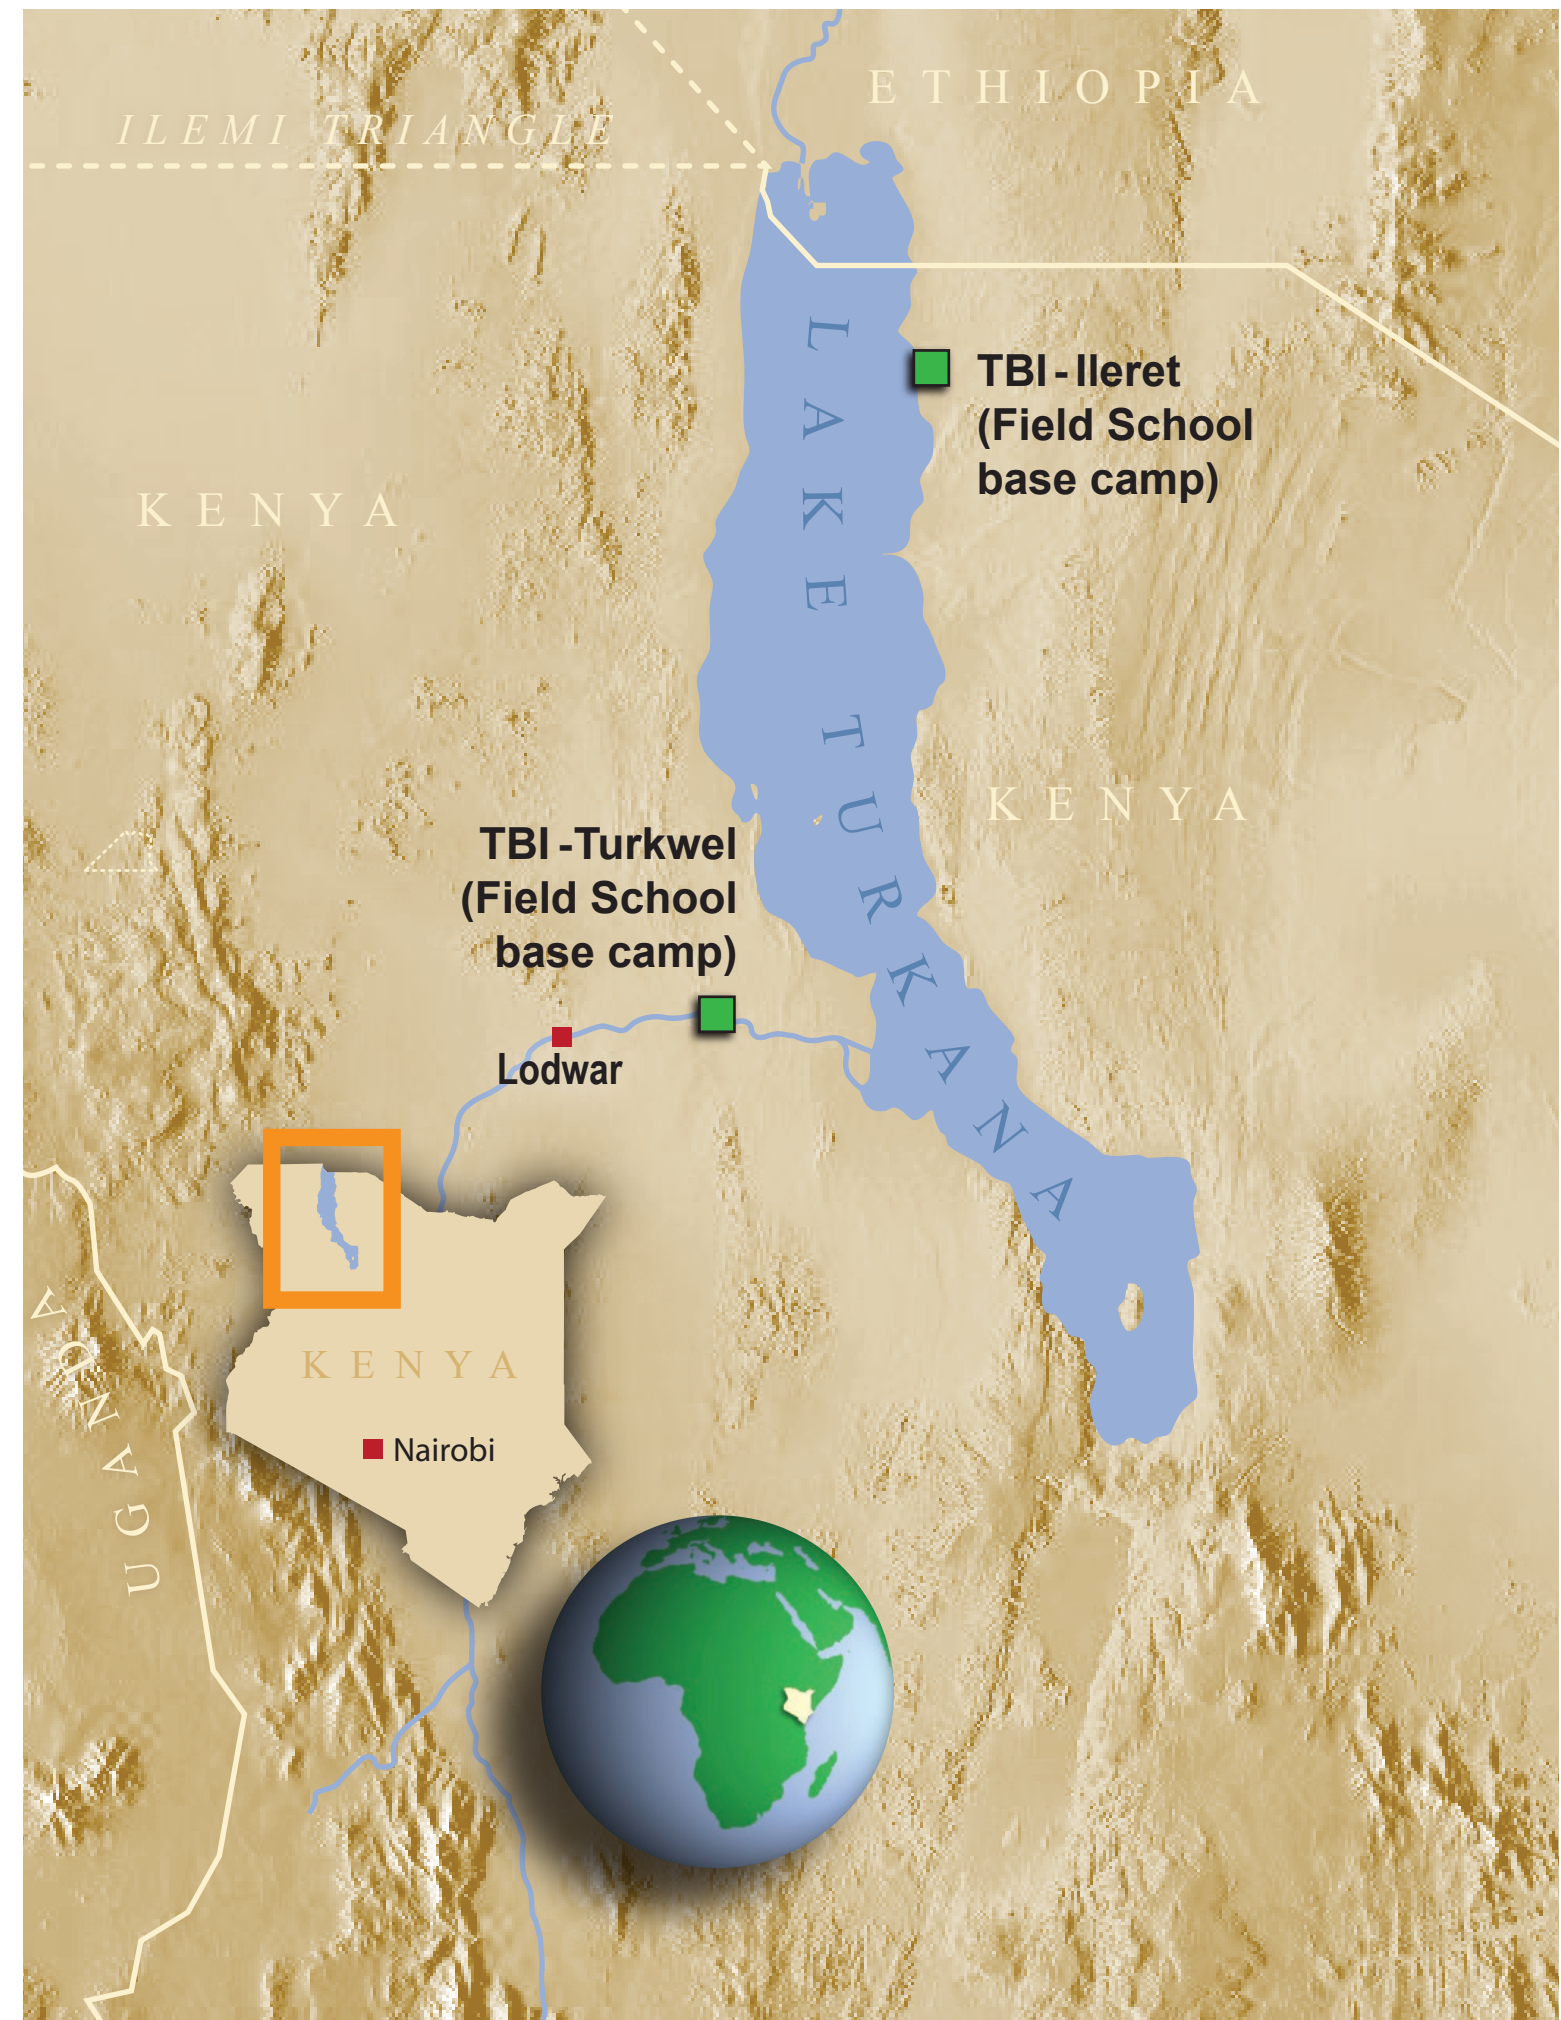 ETHIOPIA
ILEMI TRIANGLE
LAKE TURKANA
TBI-Ileret
(Field School
base camp)
KENYA
KENYA
TBI-Turkwel
(Field School
base camp)
Lodwar
UGANDA
KENYA
Nairobi